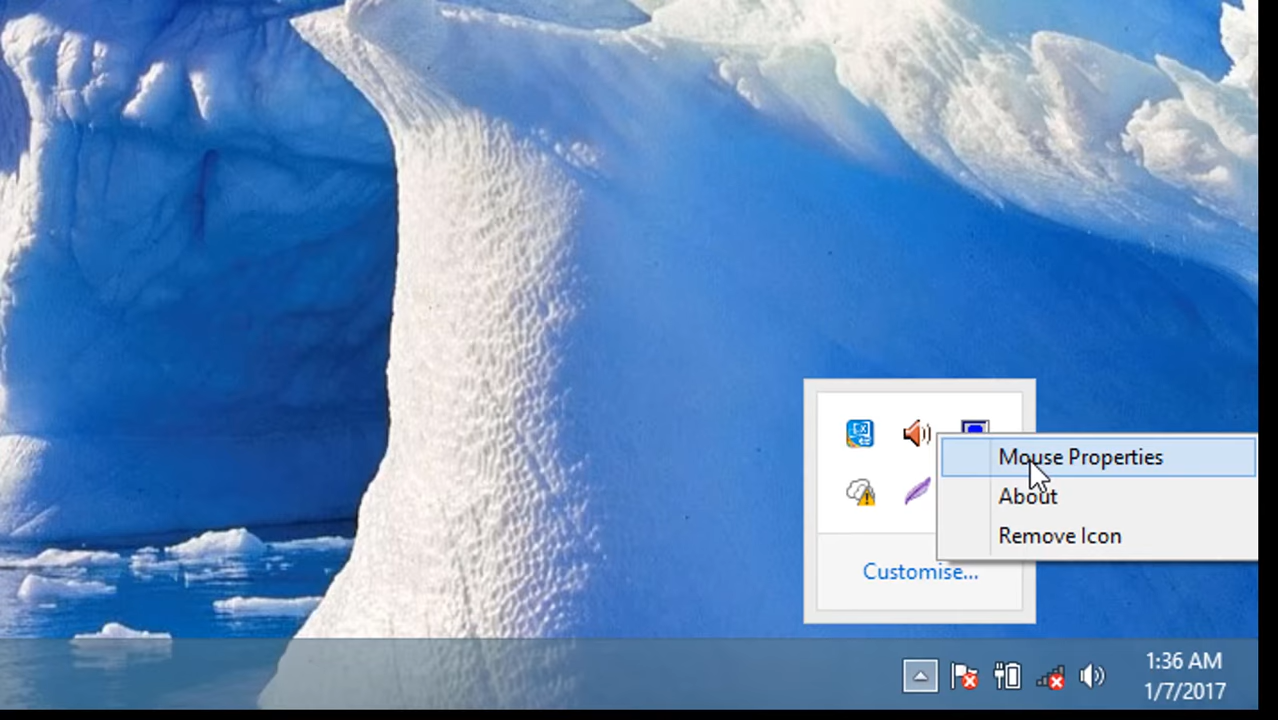 Mouse Properties
About
Remove Icon
Customise...
1:36 AM
1/7/2017